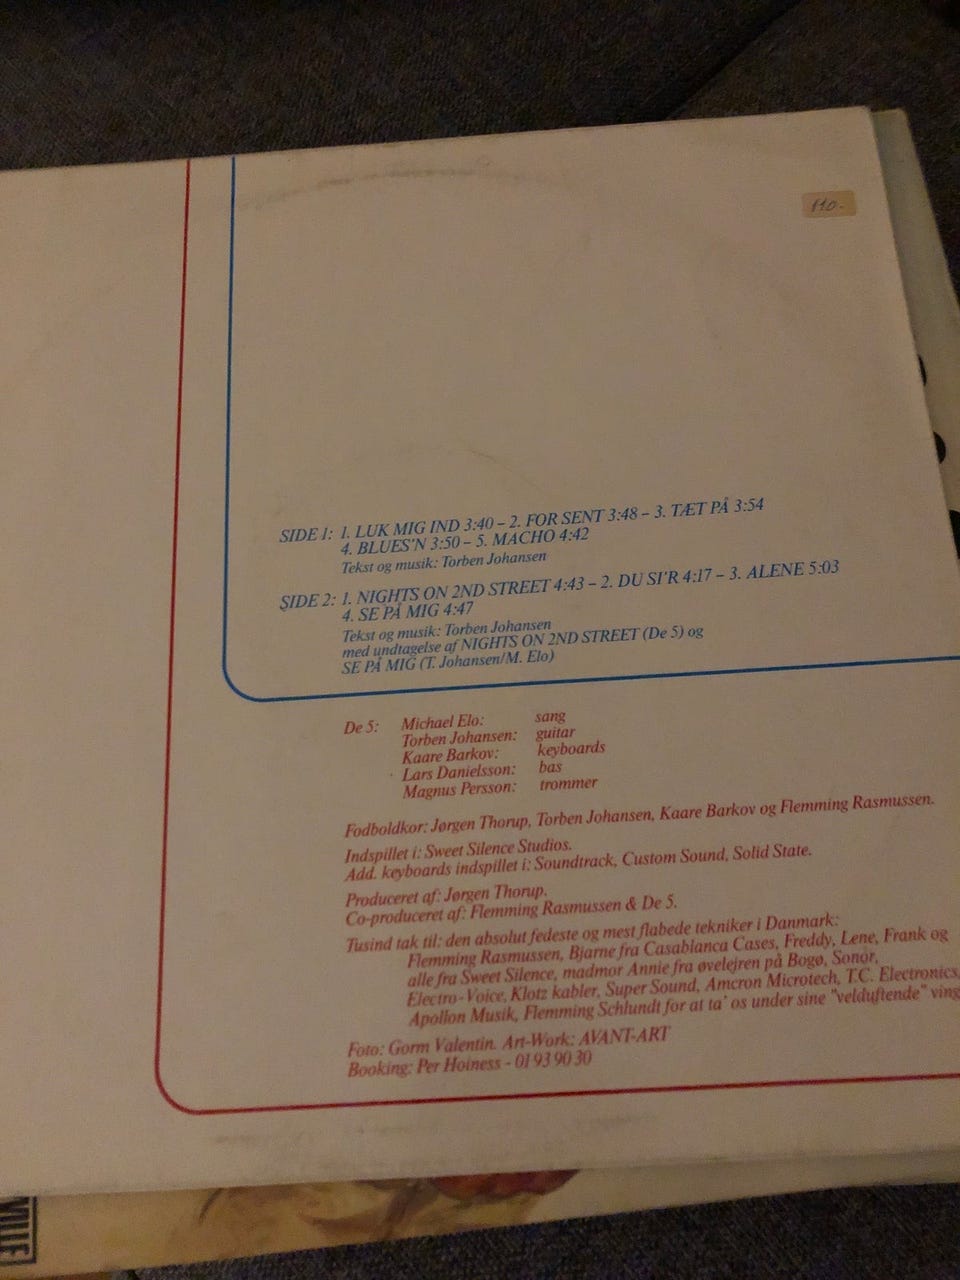 110.-
SIDE 1: 1. LUK MIG IND 3:40 – 2. FOR SENT 3:48 – 3. TÆT PÅ 3:54
4. BLUES'N 3:50 – 5. MACHO 4:42
Tekst og musik: Torben Johansen
SIDE 2: 1. NIGHTS ON 2ND STREET 4:43 – 2. DU SI'R 4:17 – 3. ALENE 5:03
4. SE PÅ MIG 4:47
Tekst og musik: Torben Johansen
med undtagelse af NIGHTS ON 2ND STREET (De 5) og
SE PÅ MIG (T. Johansen/M. Elo)
De 5: Michael Elo: sang
Torben Johansen: guitar
Kaare Barkov: keyboards
Lars Danielsson: bas
Magnus Persson: trommer
Fodboldkor: Jørgen Thorup, Torben Johansen, Kaare Barkov og Flemming Rasmussen.
Indspillet i: Sweet Silence Studios.
Add. keyboards indspillet i: Soundtrack, Custom Sound, Solid State.
Produceret af: Jørgen Thorup.
Co-produceret af: Flemming Rasmussen & De 5.
Tusind tak til: den absolut fedeste og mest flabede tekniker i Danmark:
Flemming Rasmussen, Bjarne fra Casablanca Cases, Freddy, Lene, Frank og
alle fra Sweet Silence, madmor Annie fra øvelejren på Bogø, Sonor,
Electro-Voice, Klotz kabler, Super Sound, Amcron Microtech, T.C. Electronics,
Apollon Musik, Flemming Schlundt for at ta' os under sine "velduftende" ving
Foto: Gorm Valentin. Art-Work: AVANT-ART
Booking: Per Hoiness - 01 93 90 30
VILLE